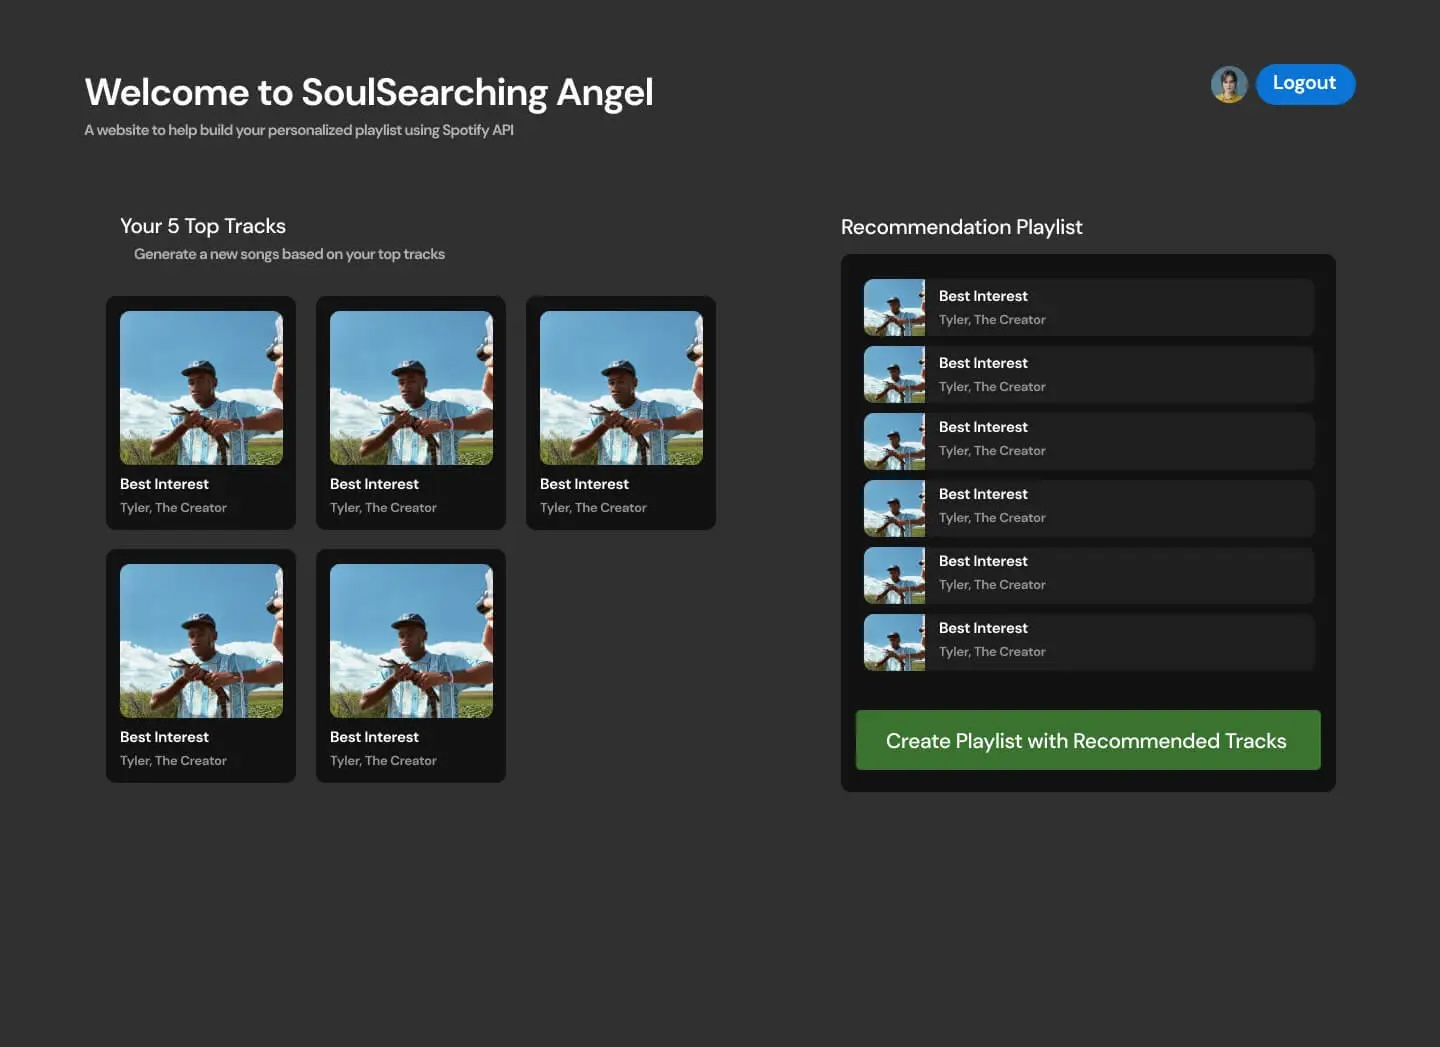 Welcome to SoulSearching Angel
A website to help build your personalized playlist using Spotify API
Logout
Your 5 Top Tracks
Generate a new songs based on your top tracks
Best Interest
Tyler, The Creator
Best Interest
Tyler, The Creator
Best Interest
Tyler, The Creator
Best Interest
Tyler, The Creator
Best Interest
Tyler, The Creator
Recommendation Playlist
Best Interest
Tyler, The Creator
Best Interest
Tyler, The Creator
Best Interest
Tyler, The Creator
Best Interest
Tyler, The Creator
Best Interest
Tyler, The Creator
Best Interest
Tyler, The Creator
Create Playlist with Recommended Tracks